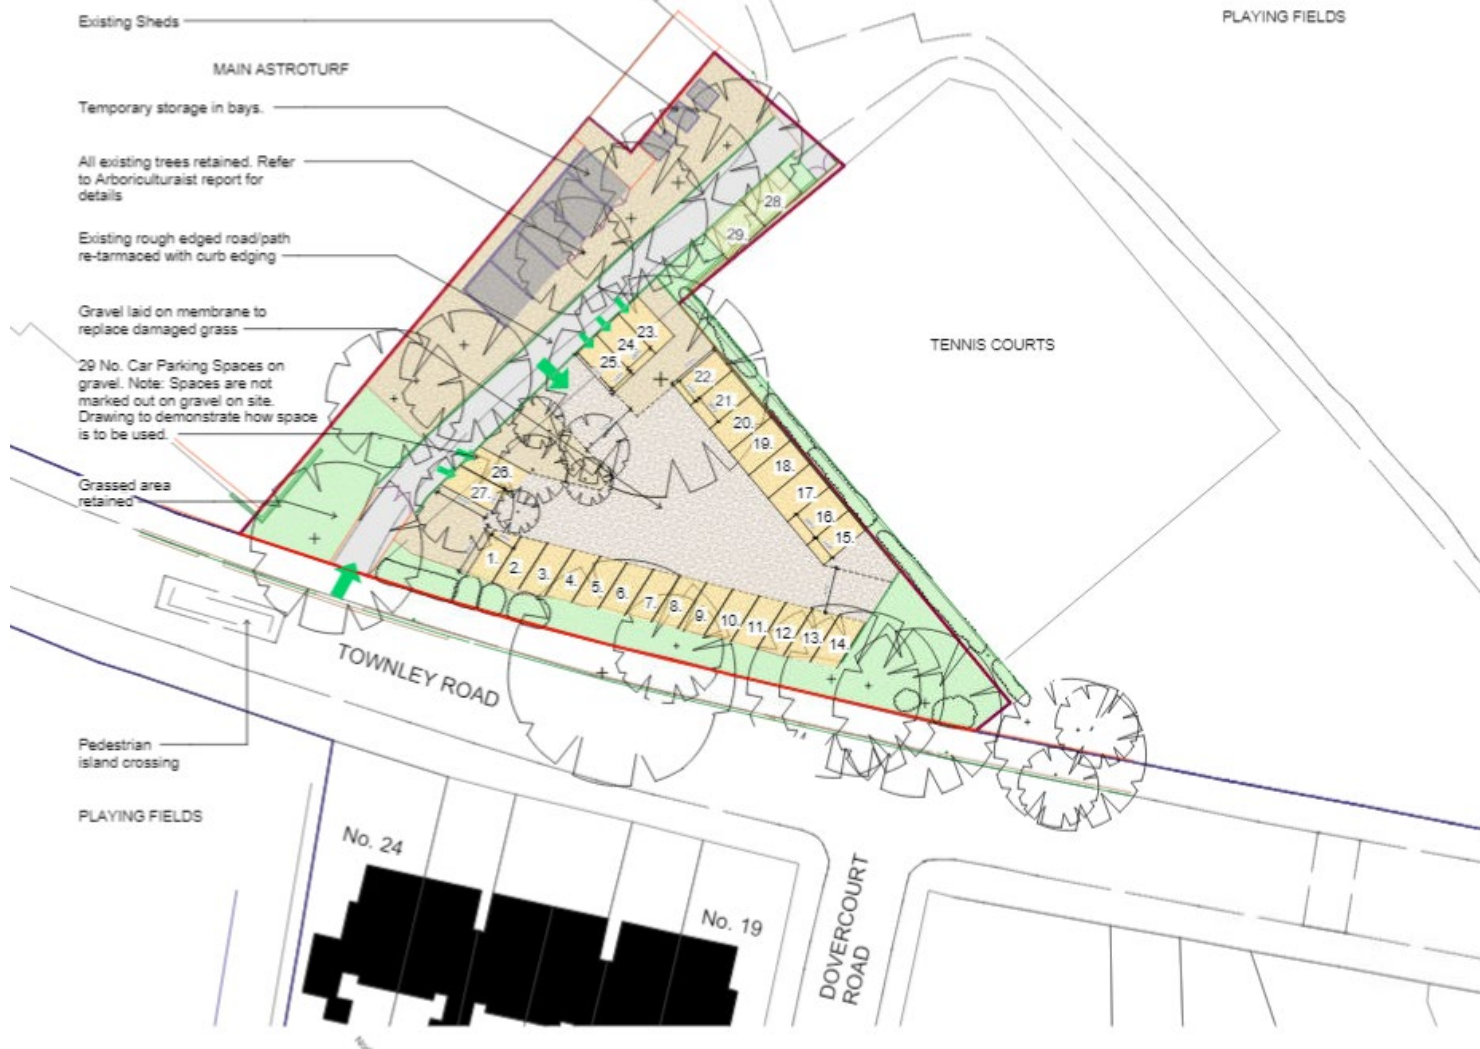 Existing Sheds
PLAYING FIELDS
MAIN ASTROTURF
Temporary storage in bays.
All existing trees retained. Refer
to Arboriculturaist report for
details
Existing rough edged road/path
re-tarmaced with curb edging
Gravel laid on membrane to
replace damaged grass
29 No. Car Parking Spaces on
gravel. Note: Spaces are not
marked out on gravel on site.
Drawing to demonstrate how space
is to be used.
Grassed area
retained
28.
29.
23.
24.
25.
TENNIS COURTS
22.
21.
20.
19.
18.
17.
16.
15.
26.
27.
1.
2.
3.
4.
5.
6.
7.
8.
9.
10.
11.
12.
13.
14.
TOWNLEY ROAD
Pedestrian
island crossing
PLAYING FIELDS
No. 24
No. 19
DOVERCOURT
ROAD